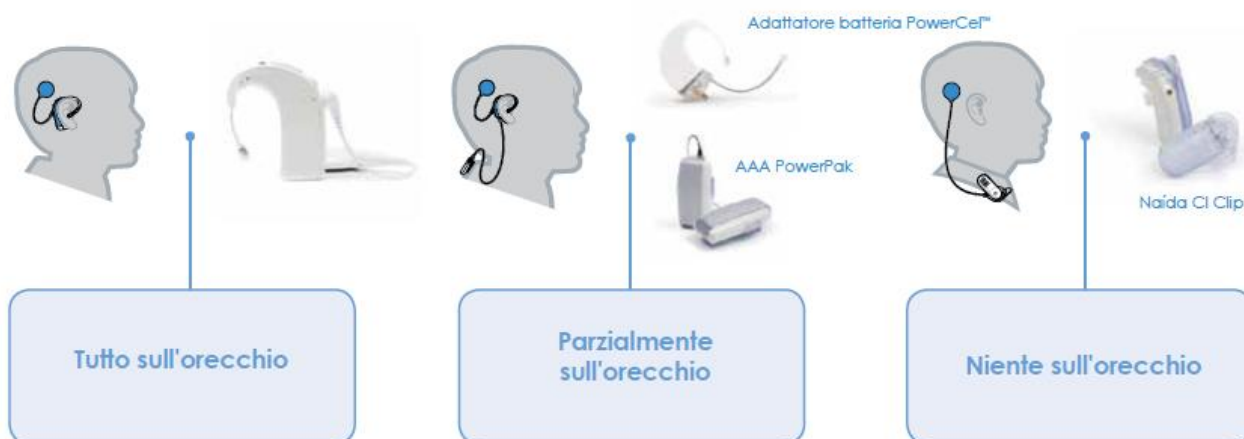 Adattatore batteria PowerCel™
AAA PowerPak
Naída CI Clip
Tutto sull'orecchio
Parzialmente
sull'orecchio
Niente sull'orecchio